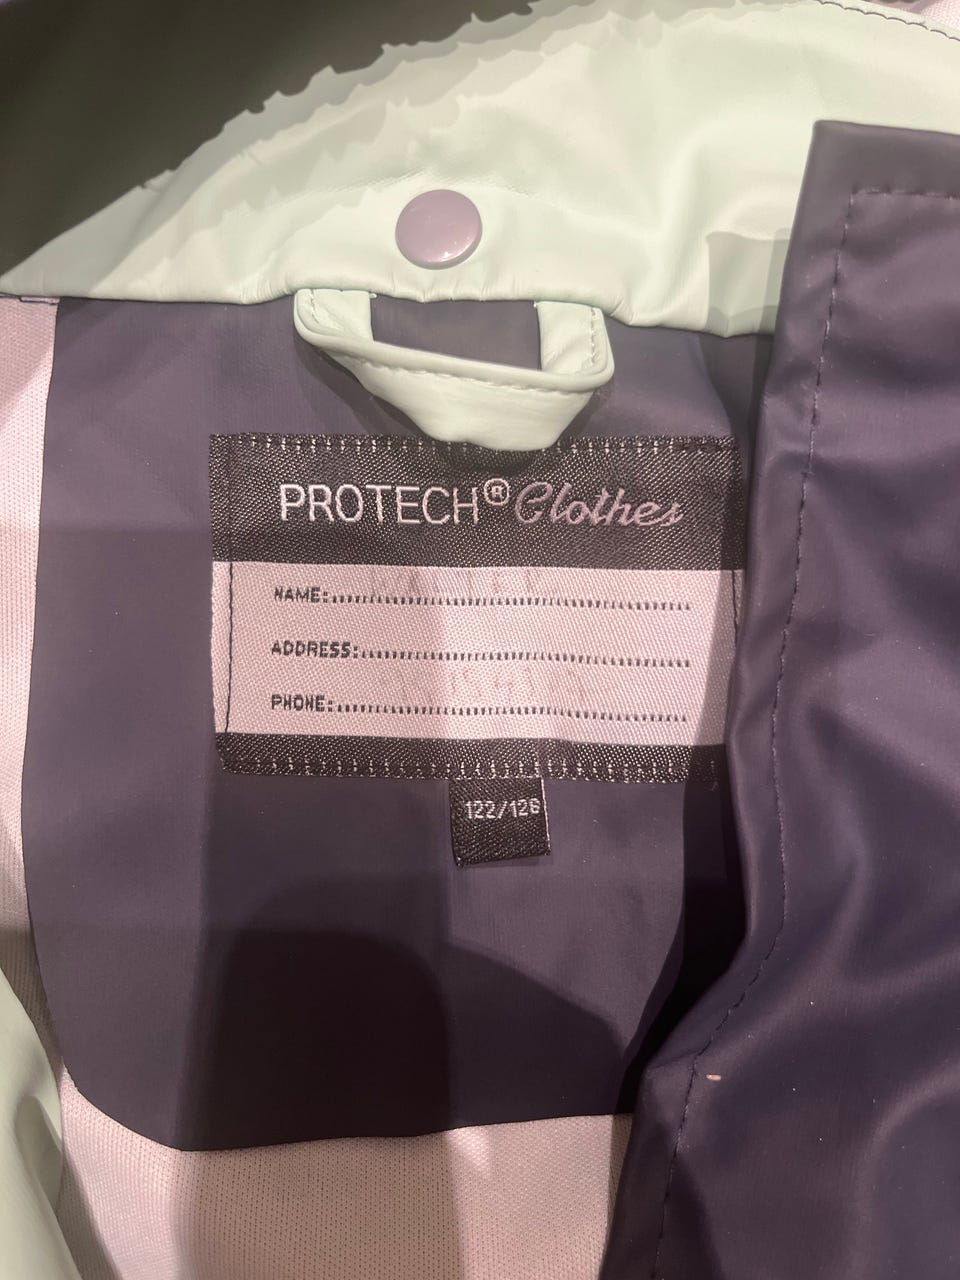 PROTECH® Clothes
NAME:
ADDRESS:
PHONE:
122/128